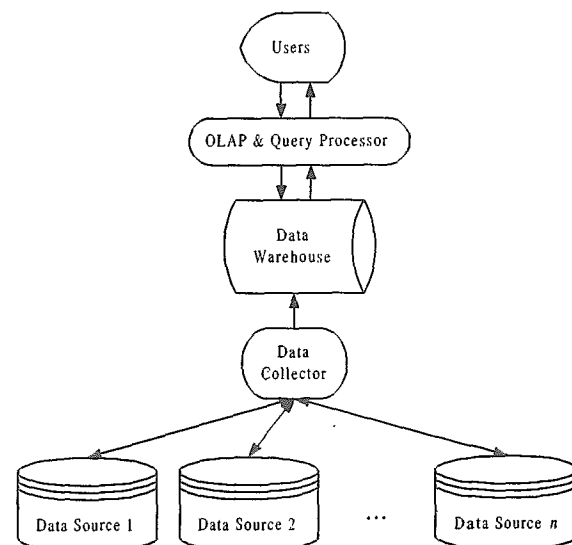 Users
OLAP & Query Processor
Data
Warehouse
Data
Collector
Data Source 1
Data Source 2
...
Data Source n